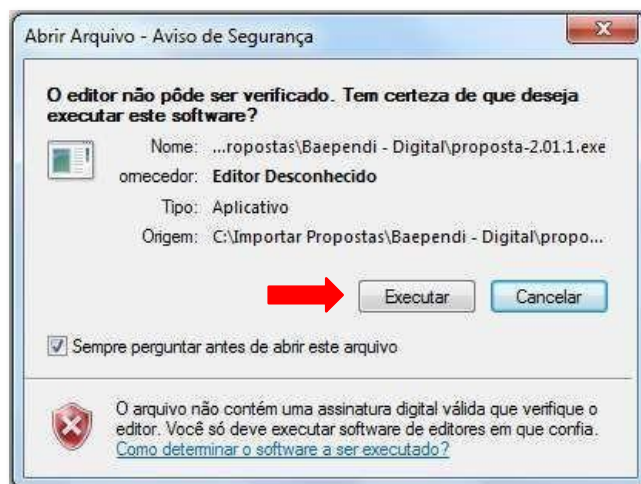 Abrir Arquivo - Aviso de Segurança
O editor não pôde ser verificado. Tem certeza de que deseja
executar este software?
Nome: ...ropostas\Baependi - Digital\proposta-2.01.1.exe
omecedor: Editor Desconhecido
Tipo: Aplicativo
Origem: C:\Importar Propostas\Baependi - Digital\propo...
Executar Cancelar
Sempre perguntar antes de abrir este arquivo
O arquivo não contém uma assinatura digital válida que verifique o
editor. Você só deve executar software de editores em que confia.
Como determinar o software a ser executado?